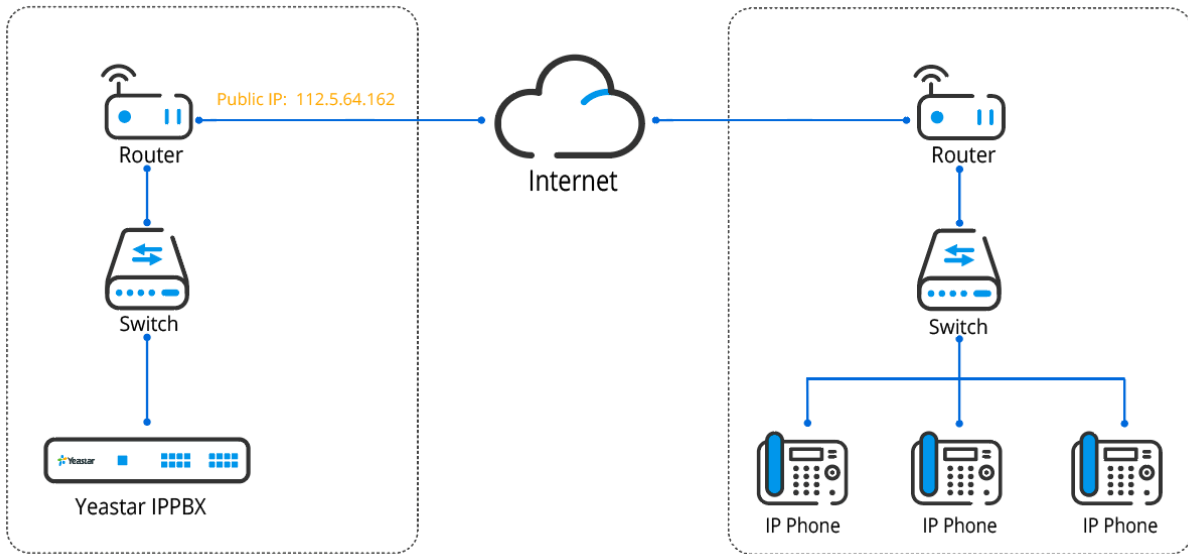 Public IP: 112.5.64.162
Router
Internet
Router
Switch
Switch
Yeastar
Yeastar IPPBX
IP Phone
IP Phone
IP Phone